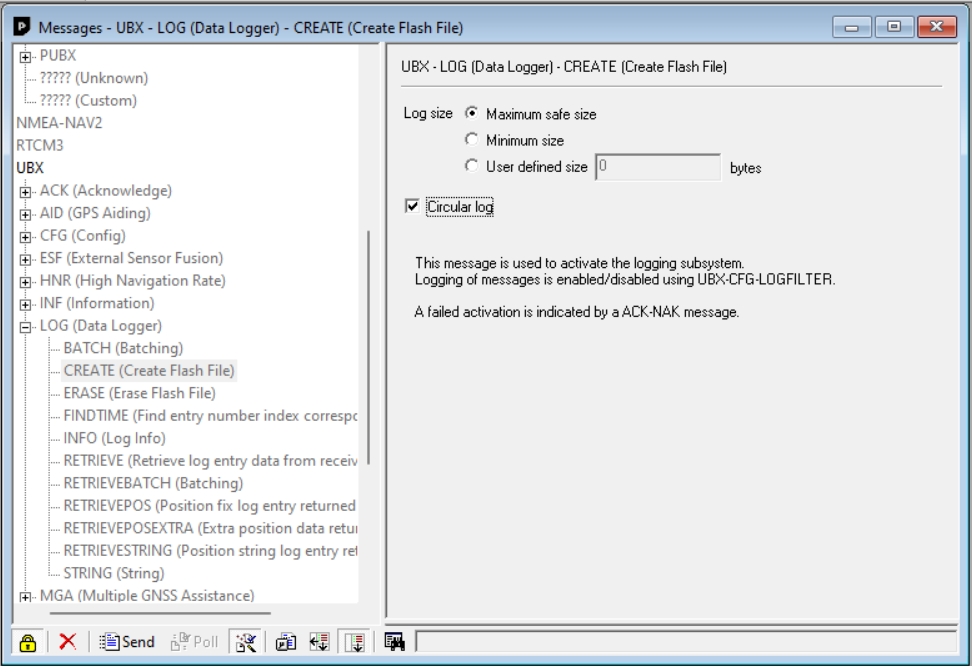 Messages - UBX - LOG (Data Logger) - CREATE (Create Flash File)
PUBX
????? (Unknown)
????? (Custom)
NMEA-NAV2
RTCM3
UBX
ACK (Acknowledge)
AID (GPS Aiding)
CFG (Config)
ESF (External Sensor Fusion)
HNR (High Navigation Rate)
INF (Information)
LOG (Data Logger)
BATCH (Batching)
CREATE (Create Flash File)
ERASE (Erase Flash File)
FINDTIME (Find entry number index correspo
INFO (Log Info)
RETRIEVE (Retrieve log entry data from receiv
RETRIEVEBATCH (Batching)
RETRIEVEPOS (Position fix log entry returned
RETRIEVEPOSEXTRA (Extra position data retu
RETRIEVESTRING (Position string log entry ret
STRING (String)
MGA (Multiple GNSS Assistance)
UBX - LOG (Data Logger) - CREATE (Create Flash File)
Log size Maximum safe size
Minimum size
User defined size 0 bytes
Circular log
This message is used to activate the logging subsystem.
Logging of messages is enabled/disabled using UBX-CFG-LOGFILTER.
A failed activation is indicated by a ACK-NAK message.
Send Poll